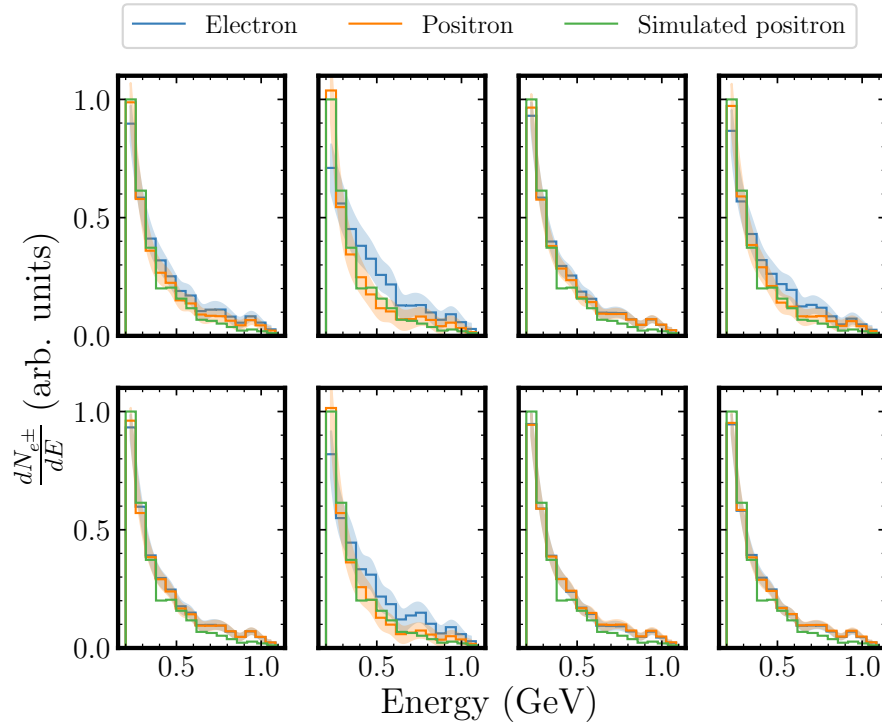 Electron Positron Simulated positron
1.0
0.5
0.0
1.0
0.5
0.0
0.5 1.0 0.5 1.0 0.5 1.0 0.5 1.0
dN_{e±}/dE (arb. units)
Energy (GeV)